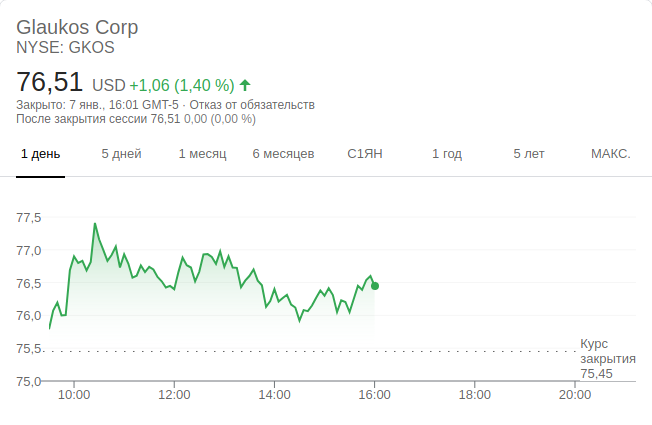 Glaukos Corp
NYSE: GKOS
76,51 USD +1,06 (1,40 %)
Закрыто: 7 янв., 16:01 GMT-5 · Отказ от обязательств
После закрытия сессии 76,51 0,00 (0,00 %)
1 день 5 дней 1 месяц 6 месяцев С1ЯН 1 год 5 лет МАКС.
77,5
77,0
76,5
76,0
75,5
75,0
Курс
закрытия
75,45
10:00 12:00 14:00 16:00 18:00 20:00